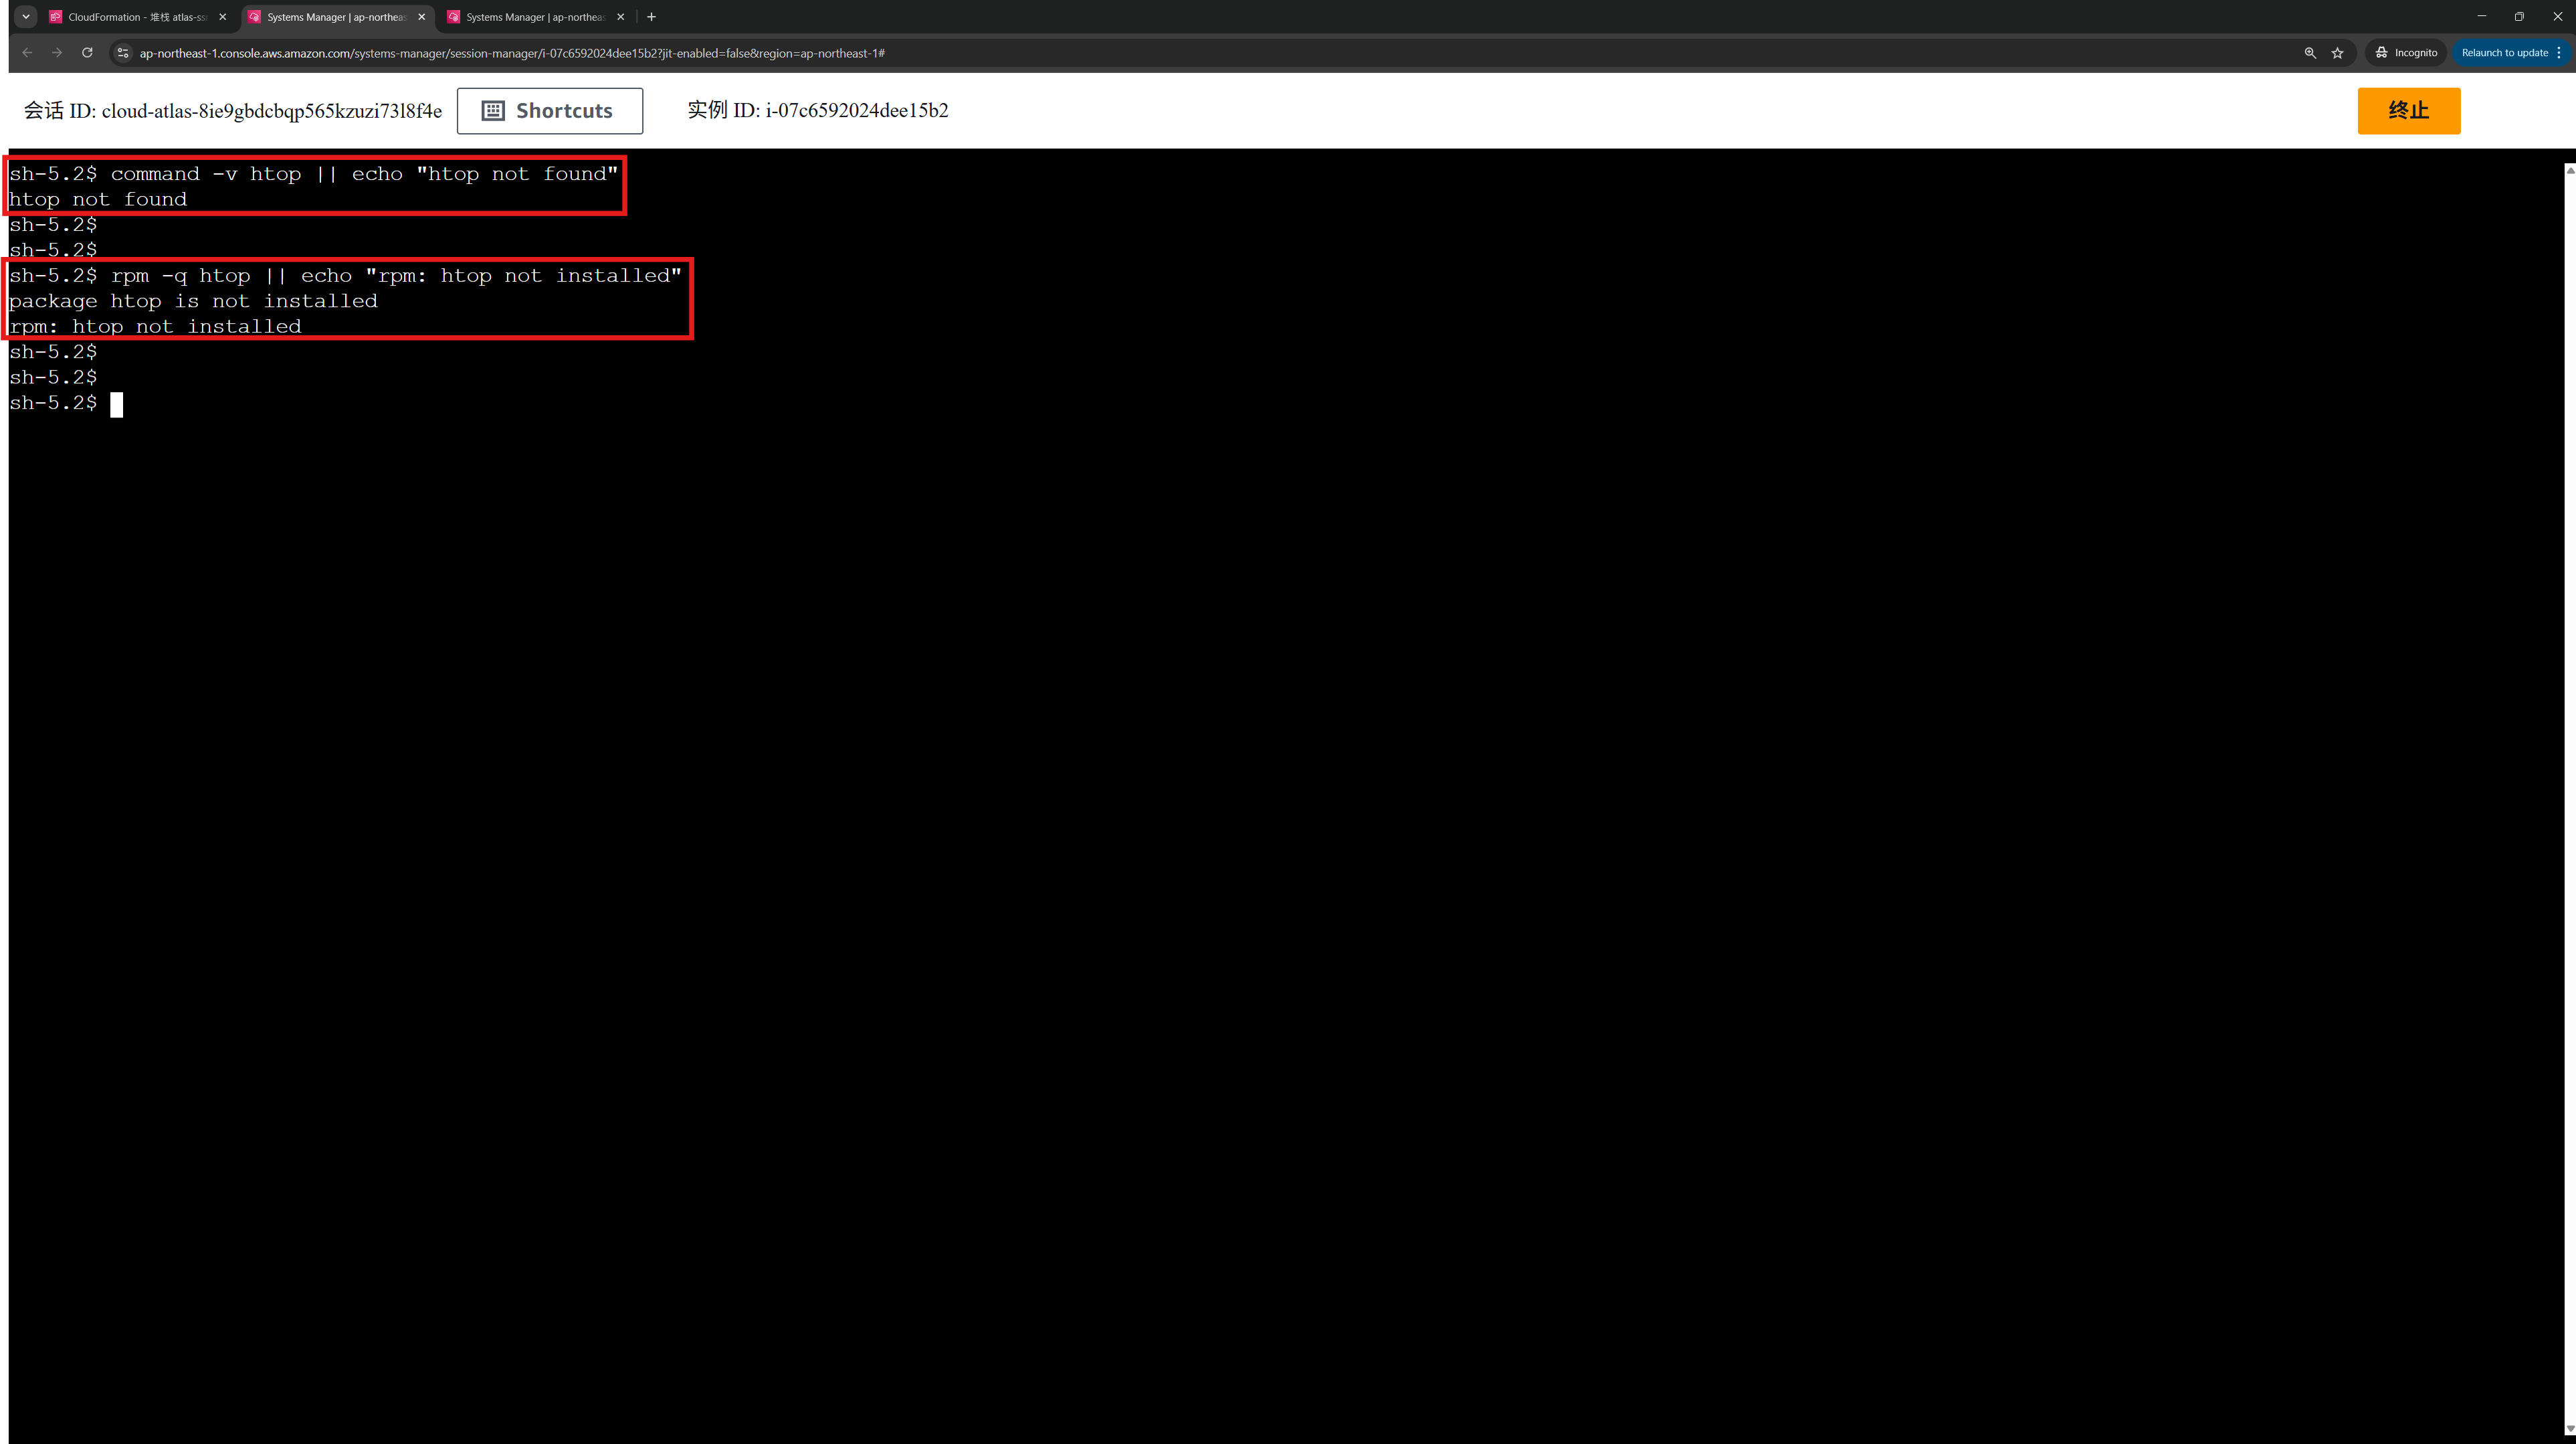 CloudFormation - 堆栈 atlas-ss
Systems Manager | ap-northeas
Systems Manager | ap-northeas
ap-northeast-1.console.aws.amazon.com/systems-manager/session-manager/i-07c6592024dee15b2?jit-enabled=false&region=ap-northeast-1#
Incognito
Relaunch to update
会话 ID: cloud-atlas-8ie9gbdcbqp565kzuzi73l8f4e
Shortcuts
实例 ID: i-07c6592024dee15b2
终止
sh-5.2$ command -v htop || echo "htop not found"
htop not found
sh-5.2$
sh-5.2$
sh-5.2$ rpm -q htop || echo "rpm: htop not installed"
package htop is not installed
rpm: htop not installed
sh-5.2$
sh-5.2$
sh-5.2$